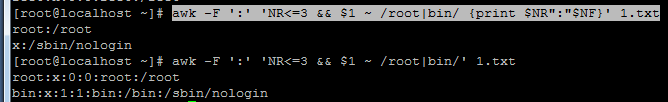 [root@localhost ~]# awk -F ':' 'NR<=3 && $1 ~ /root|bin/ {print $NR":"$NF}' 1.txt
root:/root
x:/sbin/nologin
[root@localhost ~]# awk -F ':' 'NR<=3 && $1 ~ /root|bin/' 1.txt
root:x:0:0:root:/root
bin:x:1:1:bin:/bin:/sbin/nologin